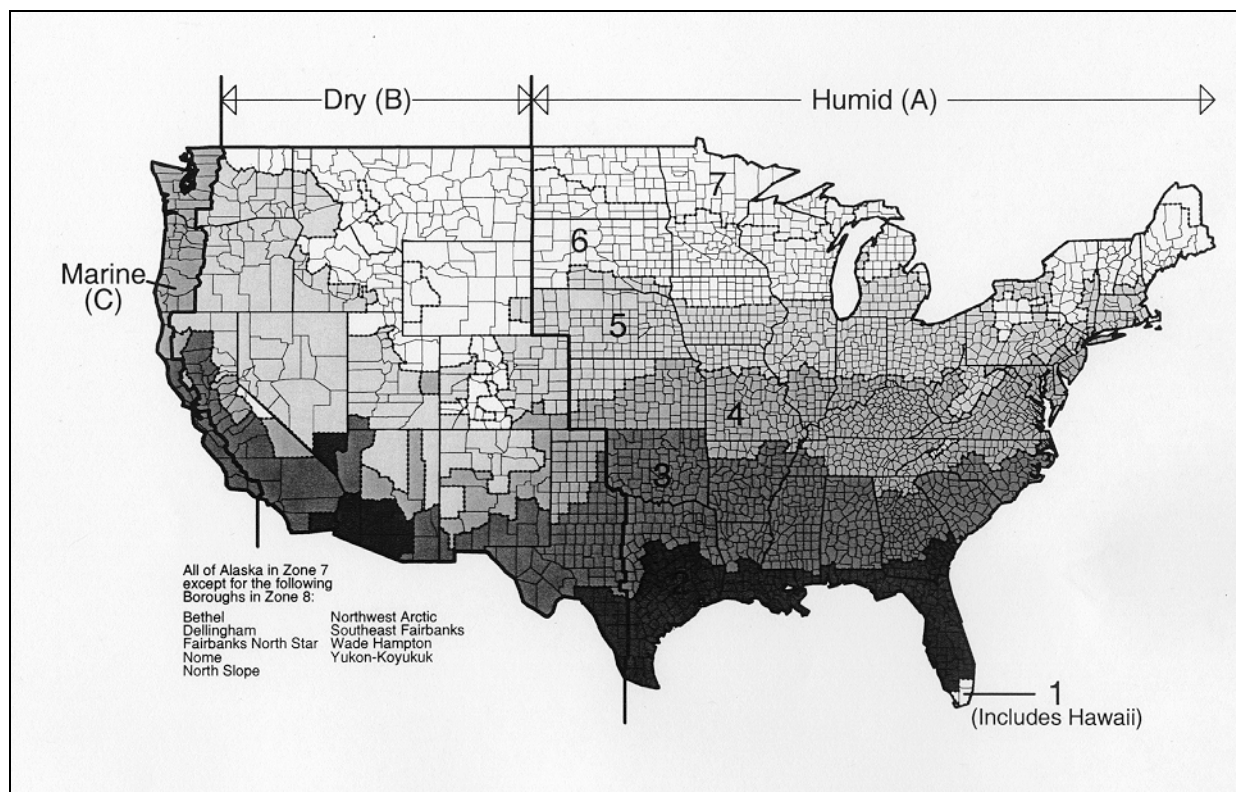 Dry (B)
Humid (A)
7
6
Marine
(C)
5
4
3
2
All of Alaska in Zone 7
except for the following
Boroughs in Zone 8:
Bethel
Dellingham
Fairbanks North Star
Nome
North Slope
Northwest Arctic
Southeast Fairbanks
Wade Hampton
Yukon-Koyukuk
1
(Includes Hawaii)